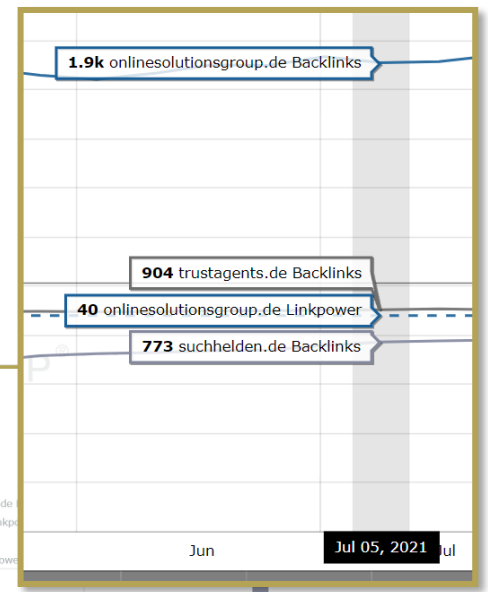 1.9k onlinesolutionsgroup.de Backlinks
904 trustagents.de Backlinks
40 onlinesolutionsgroup.de Linkpower
773 suchhelden.de Backlinks
P®
de
Jun
Jul 05, 2021
Jul